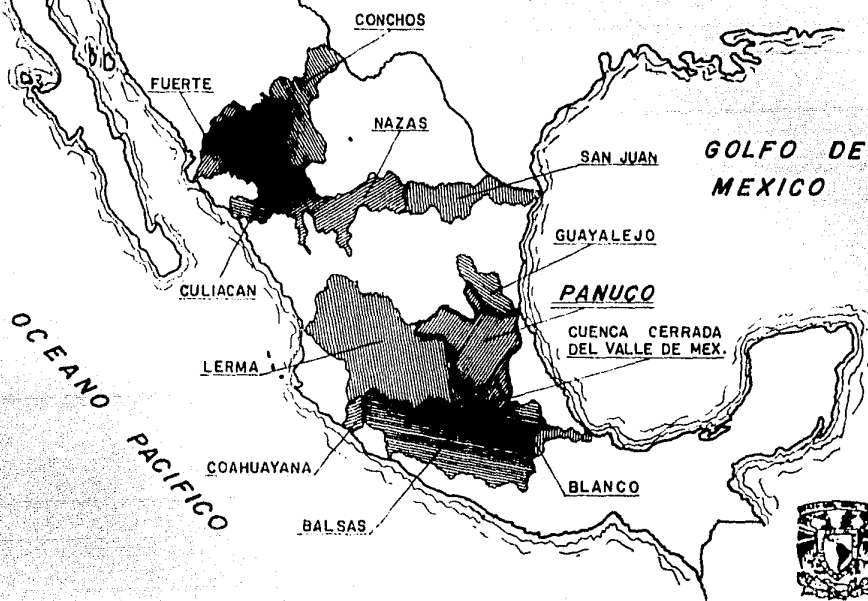 CONCHOS
FUERTE
NAZAS
SAN JUAN
GOLFO DE
MEXICO
GUAYALEJO
CULIACAN
PANUCO
CUENCA CERRADA
DEL VALLE DE MEX.
OCEANO PACIFICO
LERMA
COAHUAYANA
BLANCO
BALSAS